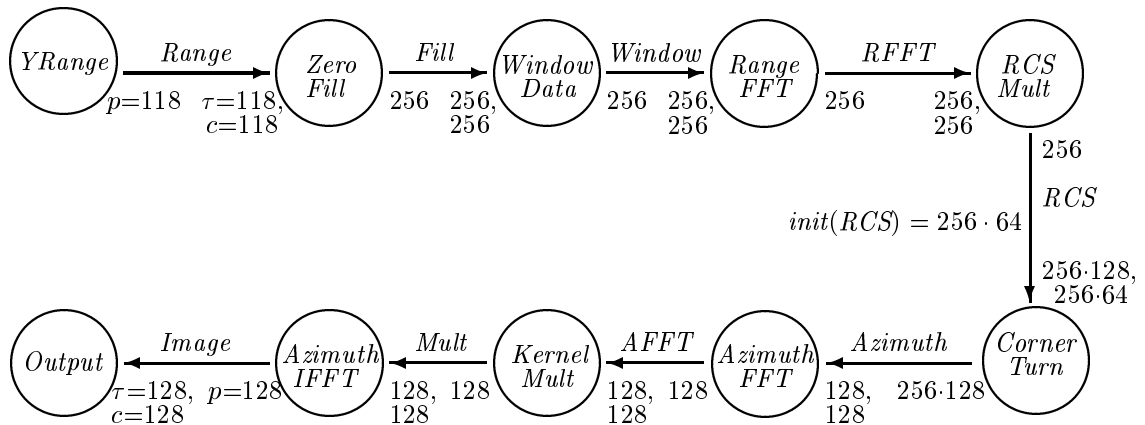 YRange
Range
p=118 τ=118,
c=118
Zero
Fill
Fill
256 256,
256
Window
Data
Window
256 256,
256
Range
FFT
RFFT
256 256,
256
RCS
Mult
256
RCS
init(RCS) = 256 · 64
256·128,
256·64
Output
Image
τ=128, p=128
c=128
Azimuth
IFFT
Mult
128, 128
128
Kernel
Mult
AFFT
128, 128
128
Azimuth
FFT
Azimuth
128, 256·128
128
Corner
Turn